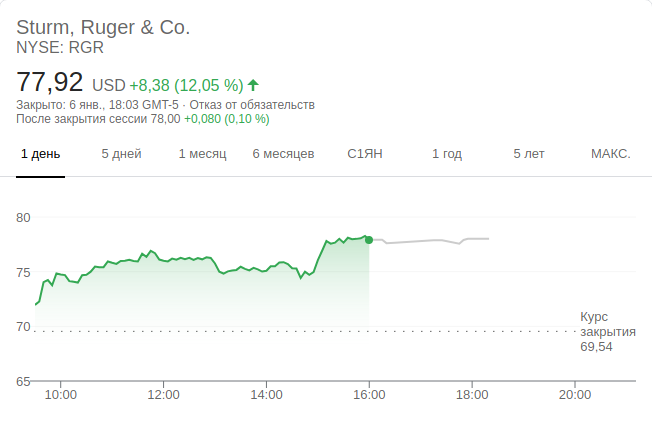 Sturm, Ruger & Co.
NYSE: RGR
77,92 USD +8,38 (12,05 %)
Закрыто: 6 янв., 18:03 GMT-5 · Отказ от обязательств
После закрытия сессии 78,00 +0,080 (0,10 %)
1 день 5 дней 1 месяц 6 месяцев С1ЯН 1 год 5 лет МАКС.
80
75
70
Курс
закрытия
69,54
65
10:00 12:00 14:00 16:00 18:00 20:00